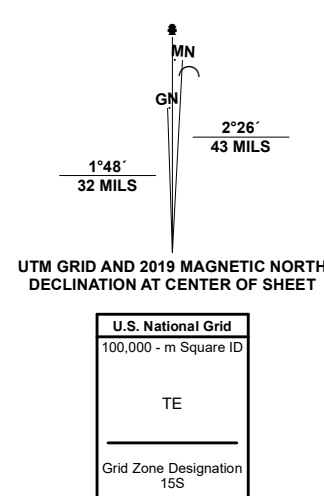 MN
GN
2°26´
43 MILS
1°48´
32 MILS
UTM GRID AND 2019 MAGNETIC NORTH
DECLINATION AT CENTER OF SHEET
U.S. National Grid
100,000 - m Square ID
TE
Grid Zone Designation
15S